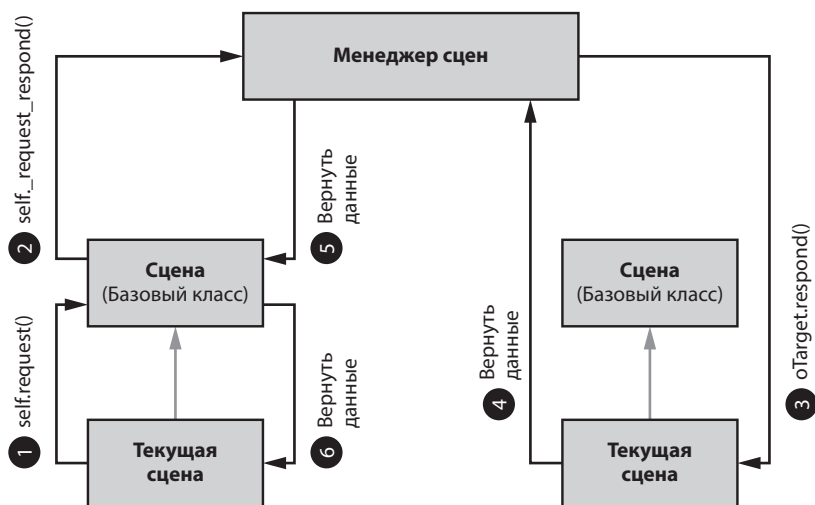 Менеджер сцен
2 self._request_respond()
5 Вернуть
данные
Сцена
(Базовый класс)
1 self.request()
6 Вернуть
данные
Текущая
сцена
4 Вернуть
данные
Сцена
(Базовый класс)
3 oTarget.respond()
Текущая
сцена